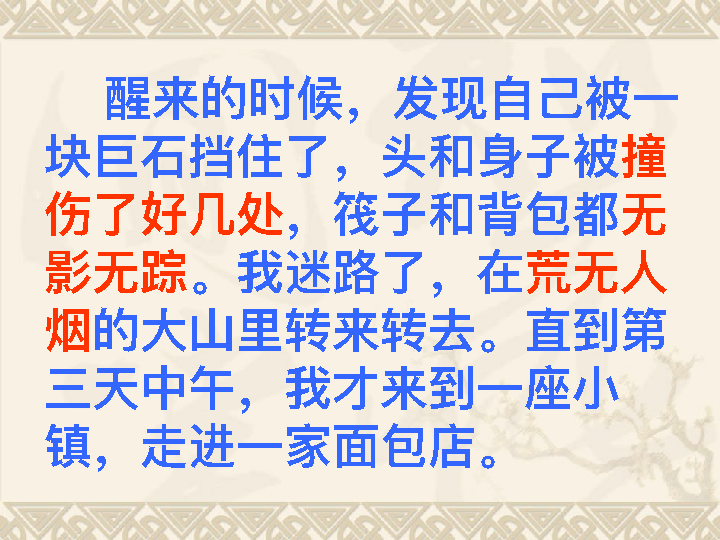 醒来的时候，发现自己被一
块巨石挡住了，头和身子被撞
伤了好几处，筏子和背包都无
影无踪。我迷路了，在荒无人
烟的大山里转来转去。直到第
三天中午，我才来到一座小
镇，走进一家面包店。